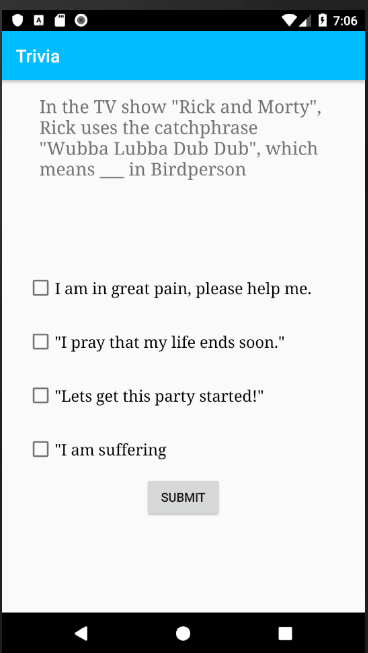 7:06
Trivia
In the TV show "Rick and Morty",
Rick uses the catchphrase
"Wubba Lubba Dub Dub", which
means ___ in Birdperson
I am in great pain, please help me.
"I pray that my life ends soon."
"Lets get this party started!"
"I am suffering
SUBMIT